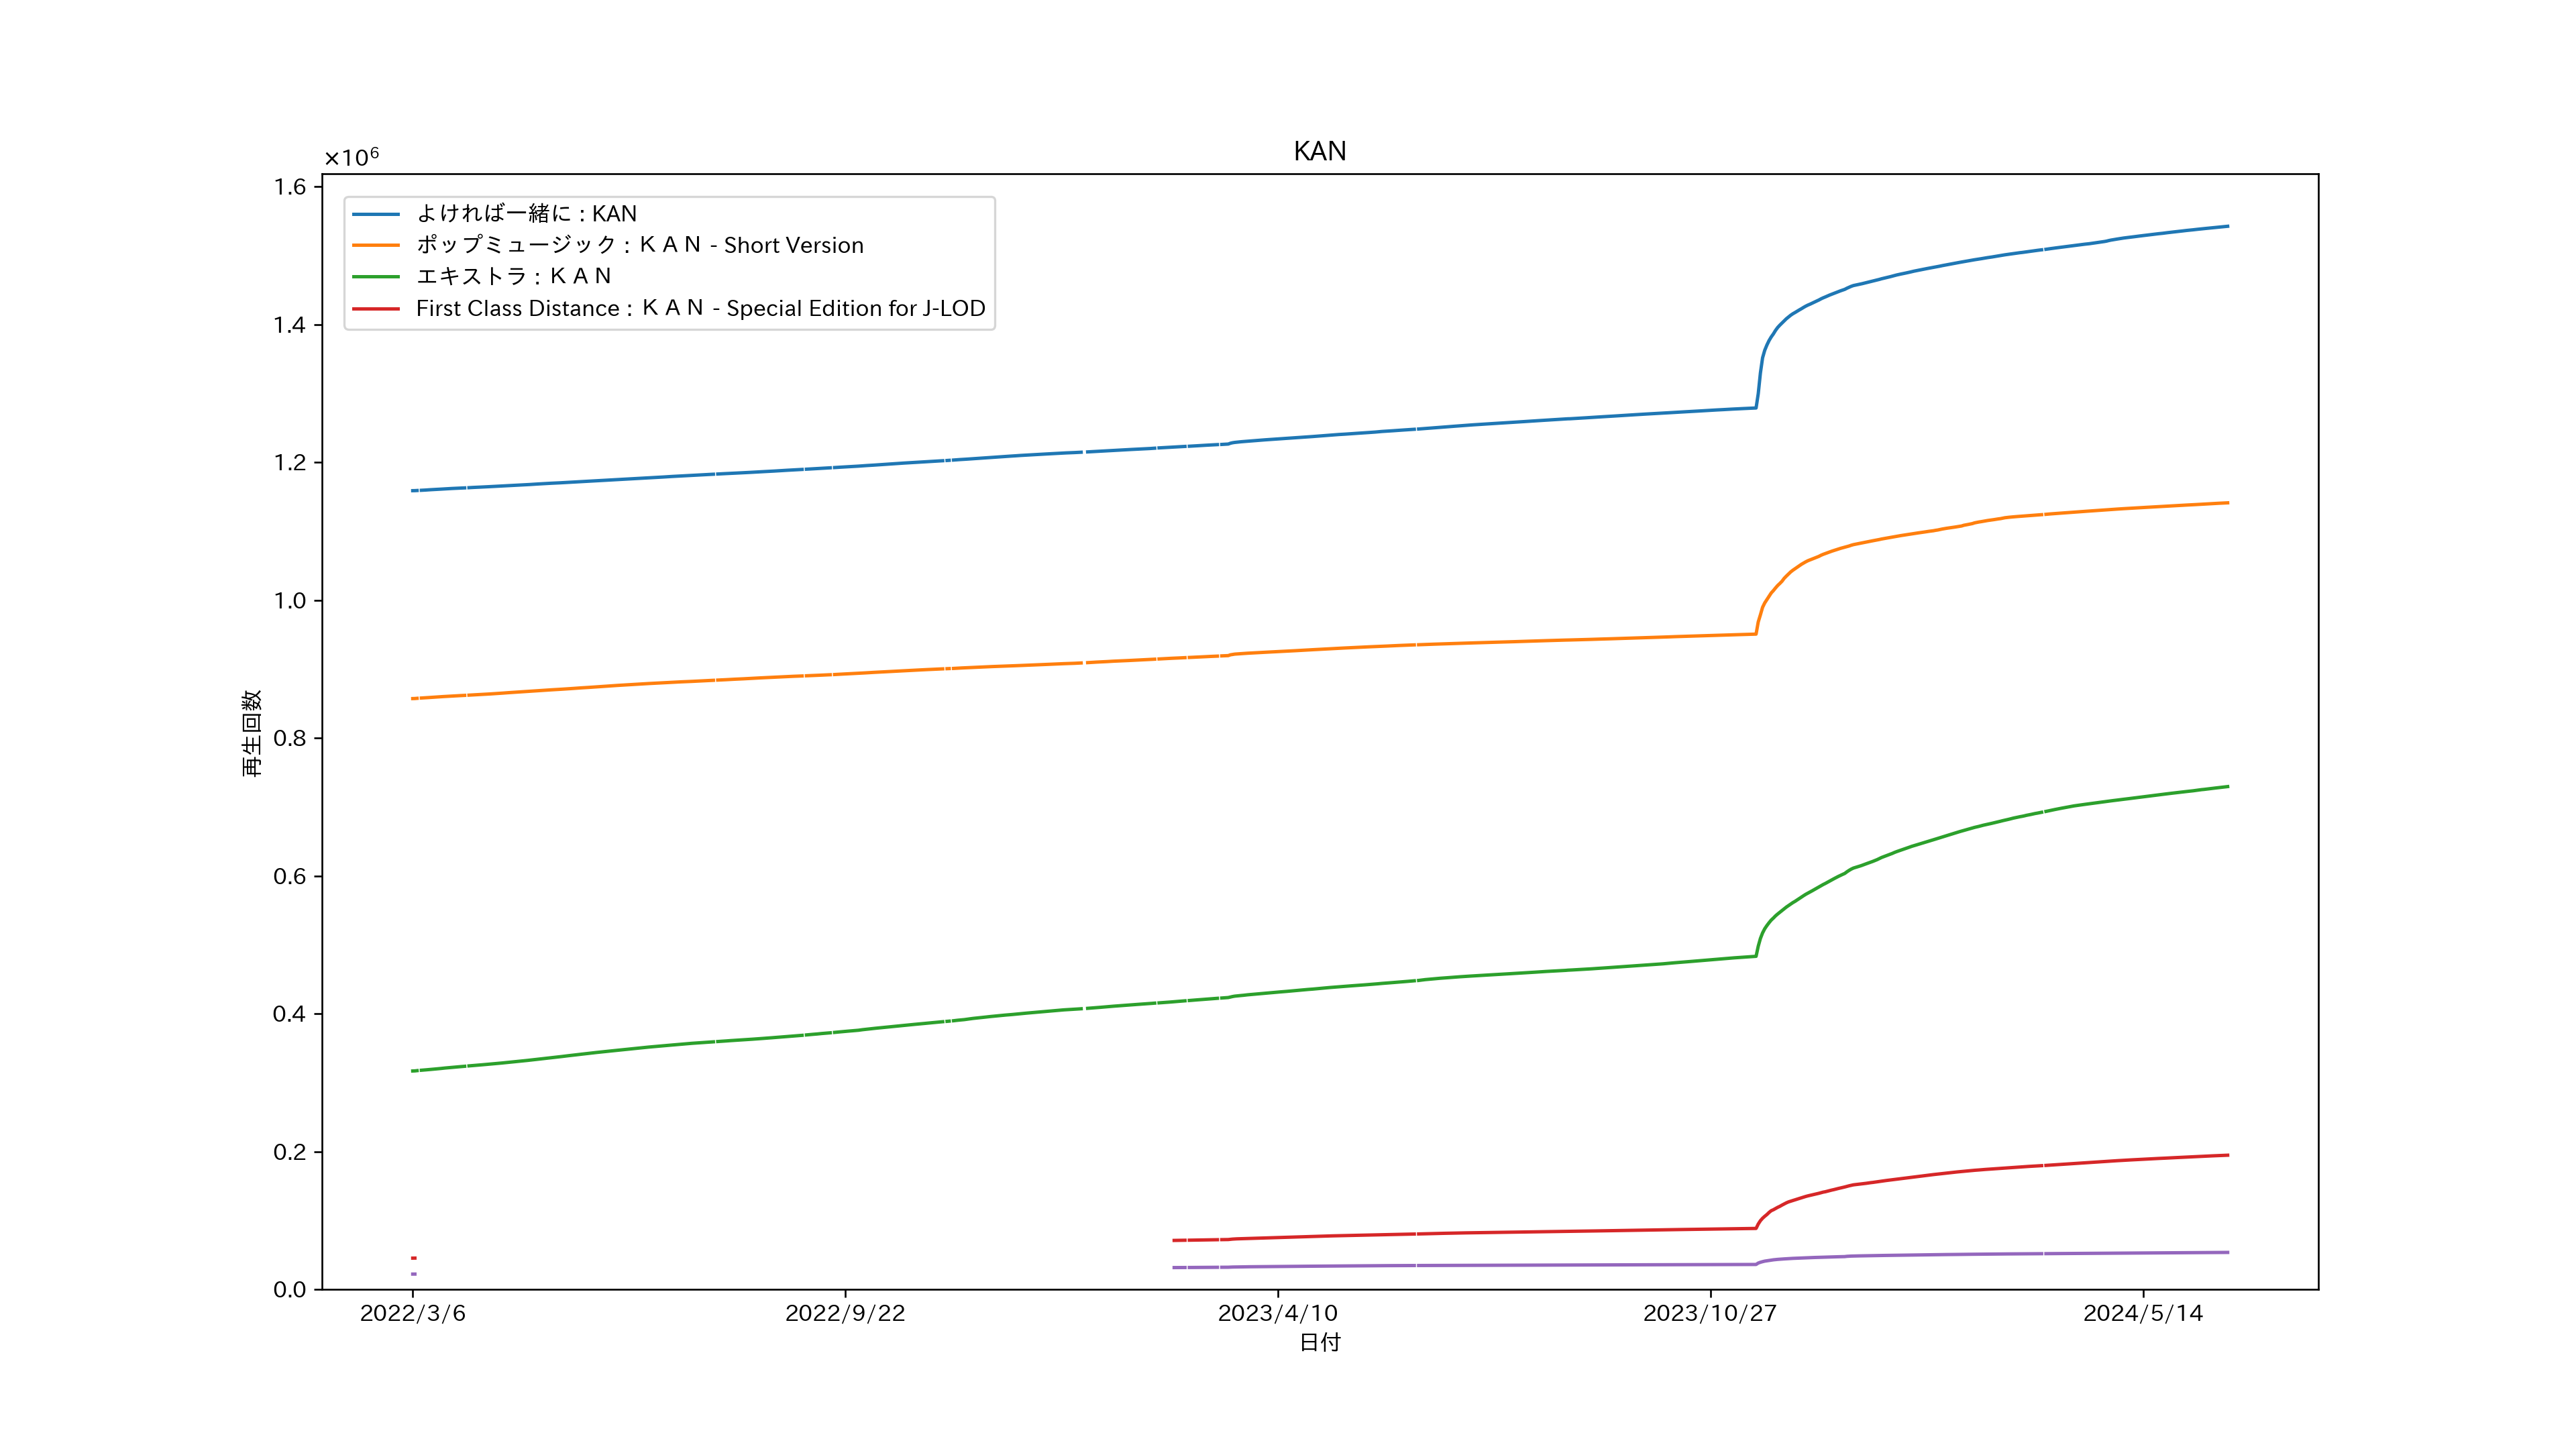 KAN
×10⁶
1.6
1.4
1.2
1.0
0.8
0.6
0.4
0.2
0.0
よければ一緒に : KAN
ポップミュージック : ＫＡＮ - Short Version
エキストラ : ＫＡＮ
First Class Distance : ＫＡＮ - Special Edition for J-LOD
再生回数
2022/3/6
2022/9/22
2023/4/10
2023/10/27
2024/5/14
日付